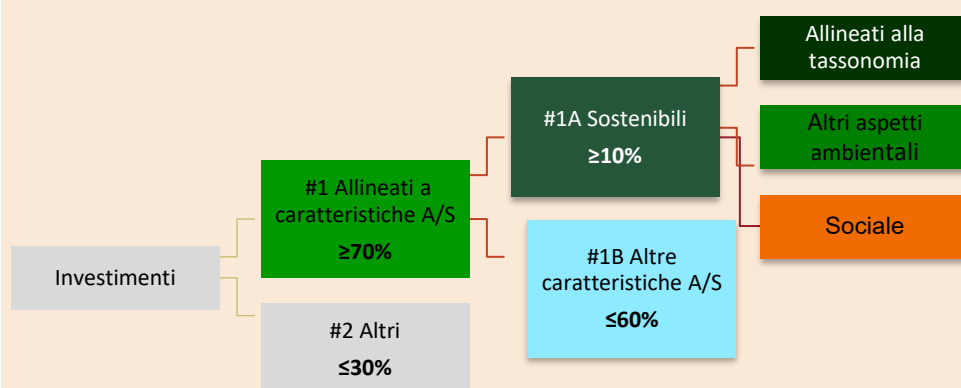 Investimenti
#1 Allineati a
caratteristiche A/S
≥70%
#2 Altri
≤30%
#1A Sostenibili
≥10%
#1B Altre
caratteristiche A/S
≤60%
Allineati alla
tassonomia
Altri aspetti
ambientali
Sociale